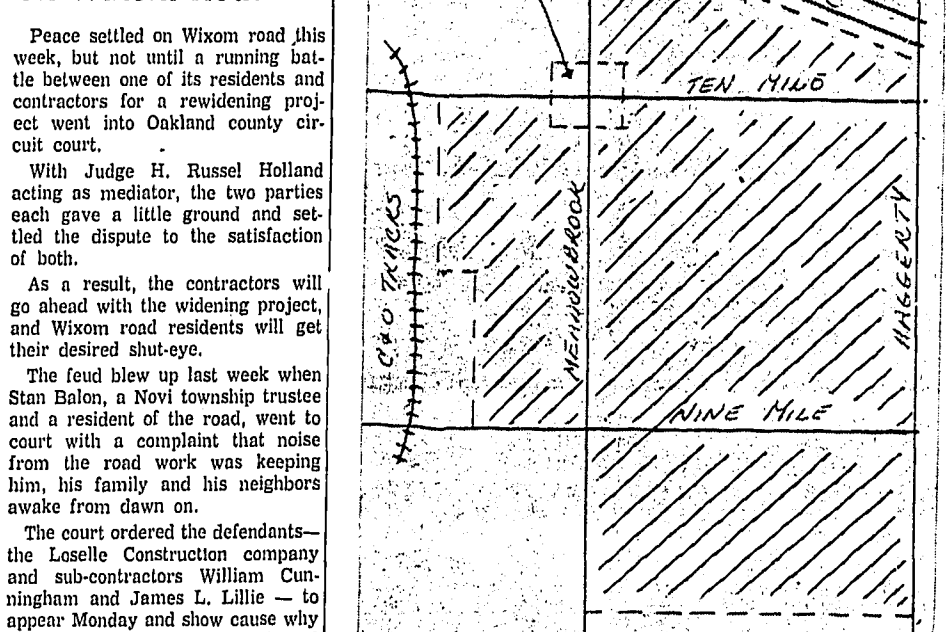 Peace settled on Wixom road this
week, but not until a running bat-
tle between one of its residents and
contractors for a rewidening proj-
ect went into Oakland county cir-
cuit court.
With Judge H. Russel Holland
acting as mediator, the two parties
each gave a little ground and set-
tled the dispute to the satisfaction
of both.
As a result, the contractors will
go ahead with the widening project,
and Wixom road residents will get
their desired shut-eye.
The feud blew up last week when
Stan Balon, a Novi township trustee
and a resident of the road, went to
court with a complaint that noise
from the road work was keeping
him, his family and his neighbors
awake from dawn on.
The court ordered the defendants—
the Loselle Construction company
and sub-contractors William Cun-
ningham and James L. Lillie — to
appear Monday and show cause why
TEN MILE
C&O TRACKS
MEADOWBROOK
HAGGERTY
NINE MILE